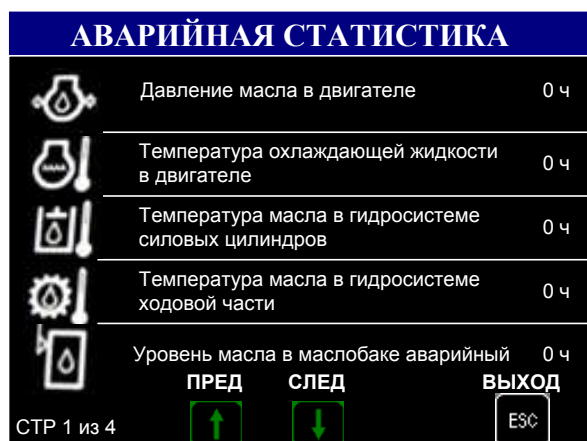 АВАРИЙНАЯ СТАТИСТИКА
Давление масла в двигателе 0 ч
Температура охлаждающей жидкости
в двигателе 0 ч
Температура масла в гидросистеме
силовых цилиндров 0 ч
Температура масла в гидросистеме
ходовой части 0 ч
Уровень масла в маслобаке аварийный 0 ч
ПРЕД СЛЕД ВЫХОД
СТР 1 из 4 ESC